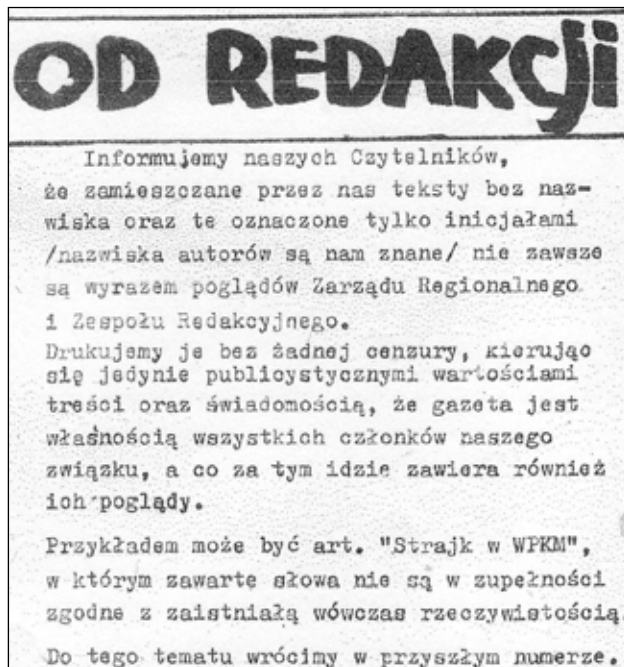 OD REDAKCJI
Informujemy naszych Czytelników,
że zamieszczane przez nas teksty bez naz-
wiska oraz te oznaczone tylko inicjałami
/nazwiska autorów są nam znane/ nie zawsze
są wyrazem poglądów Zarządu Regionalnego
i Zespołu Redakcyjnego.
Drukujemy je bez żadnej cenzury, kierując
się jedynie publicystycznymi wartościami
treści oraz świadomością, że gazeta jest
własnością wszystkich członków naszego
związku, a co za tym idzie zawiera również
ich poglądy.
Przykładem może być art. "Strajk w WPKM",
w którym zawarte słowa nie są w zupełności
zgodne z zaistniałą wówczas rzeczywistością.
Do tego tematu wrócimy w przyszłym numerze.